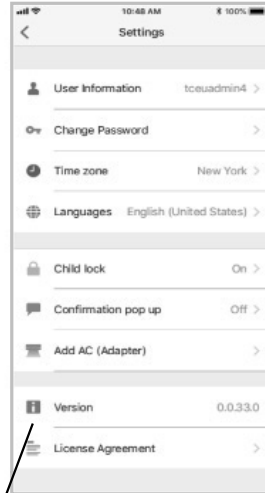 10:48 AM 100%
Settings
User Information tceuadmin4 >
Change Password >
Time zone New York >
Languages English (United States) >
Child lock On >
Confirmation pop up Off >
Add AC (Adapter) >
Version 0.0.33.0
License Agreement >